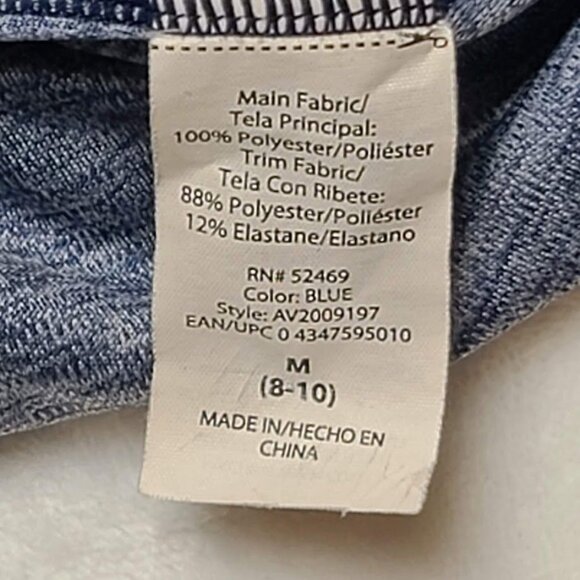 Main Fabric/
Tela Principal:
100% Polyester/Poliéster
Trim Fabric/
Tela Con Ribete:
88% Polyester/Poliéster
12% Elastane/Elastano
RN# 52469
Color: BLUE
Style: AV2009197
EAN/UPC 0 4347595010
M
(8-10)
MADE IN/HECHO EN
CHINA